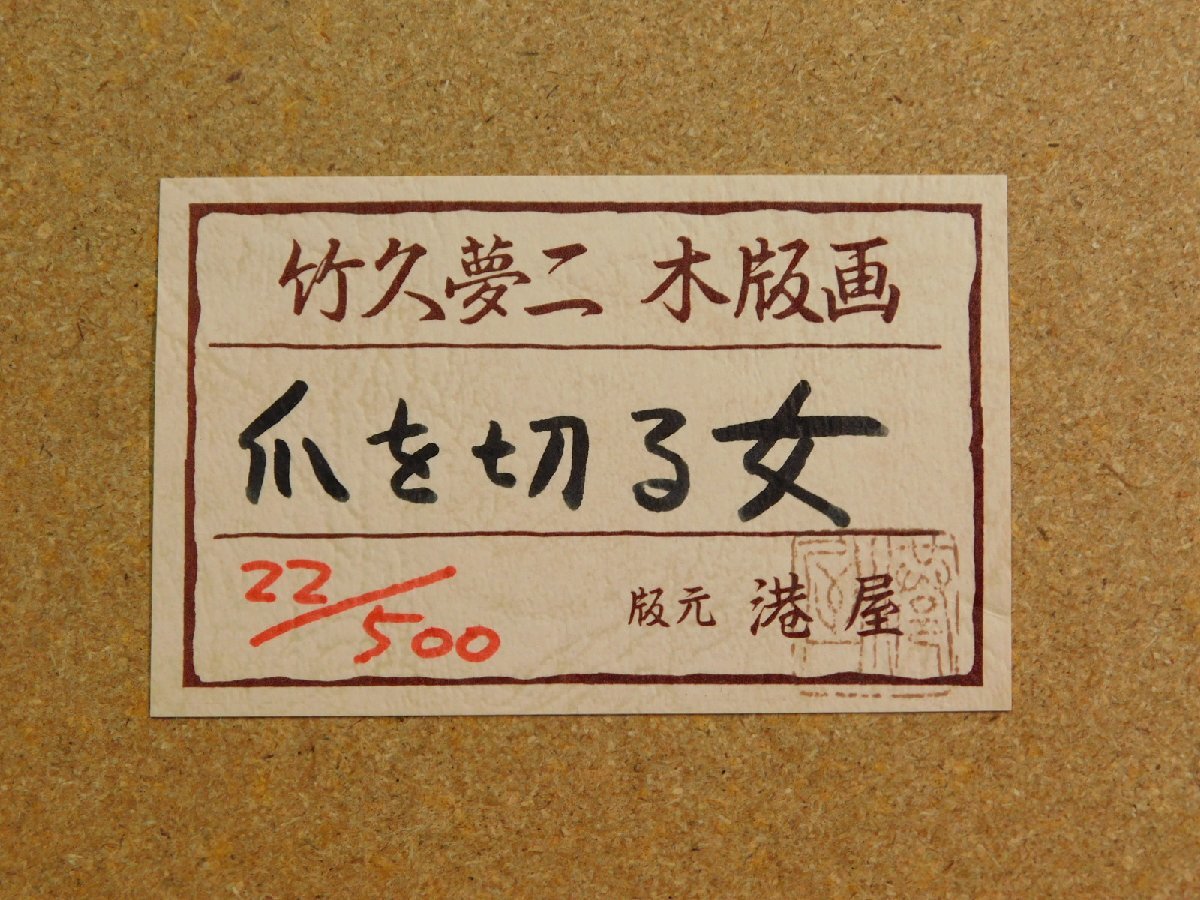 竹久夢二 木版画
爪を切る女
22/500
版元 港屋